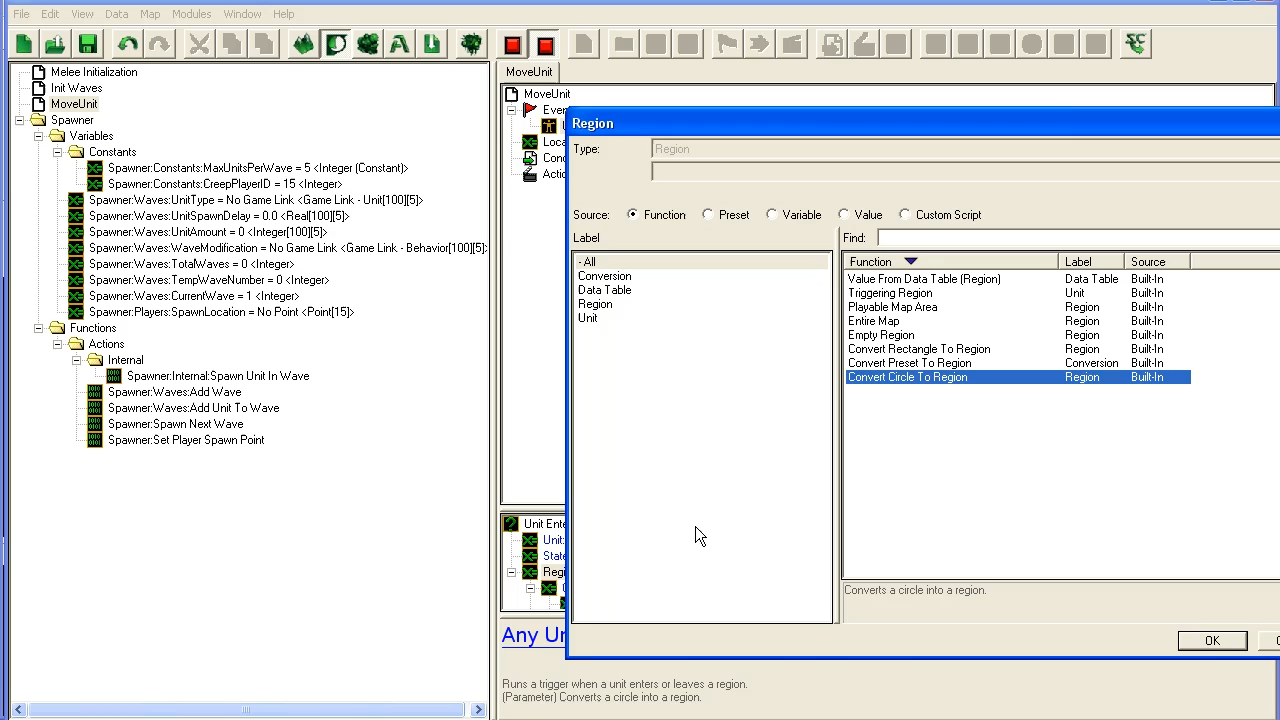 File Edit View Data Map Modules Window Help
Melee Initialization
Init Waves
MoveUnit
Spawner
Variables
Constants
Spawner:Constants:MaxUnitsPerWave = 5 <Integer (Constant)>
Spawner:Constants:CreepPlayerID = 15 <Integer>
Spawner:Waves:UnitType = No Game Link <Game Link - Unit[100][5]>
Spawner:Waves:UnitSpawnDelay = 0.0 <Real[100][5]>
Spawner:Waves:UnitAmount = 0 <Integer[100][5]>
Spawner:Waves:WaveModification = No Game Link <Game Link - Behavior[100][5];
Spawner:Waves:TotalWaves = 0 <Integer>
Spawner:Waves:TempWaveNumber = 0 <Integer>
Spawner:Waves:CurrentWave = 1 <Integer>
Spawner:Players:SpawnLocation = No Point <Point[15]>
Functions
Actions
Internal
Spawner:Internal:Spawn Unit In Wave
Spawner:Waves:Add Wave
Spawner:Waves:Add Unit To Wave
Spawner:Spawn Next Wave
Spawner:Set Player Spawn Point
MoveUnit
MoveUnit
Even
U
Loca
Cond
Actio
Unit Ente
Unit:
State
Regi
Any Un
Runs a trigger when a unit enters or leaves a region.
(Parameter) Converts a circle into a region.
Region
Type: Region
Source: Function Preset Variable Value Custom Script
Label
- All
Conversion
Data Table
Region
Unit
Find:
Function Label Source
Value From Data Table (Region) Data Table Built-In
Triggering Region Unit Built-In
Playable Map Area Region Built-In
Entire Map Region Built-In
Empty Region Region Built-In
Convert Rectangle To Region Region Built-In
Convert Preset To Region Conversion Built-In
Convert Circle To Region Region Built-In
Converts a circle into a region.
OK